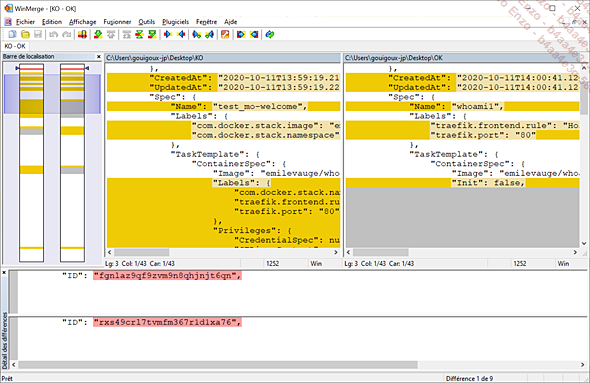 WinMerge - [KO - OK]
Fichier Edition Affichage Fusionner Outils Plugiciels Fenêtre Aide
KO - OK
Barre de localisation
C:\Users\gouigoux-jp\Desktop\KO
},
"CreatedAt": "2020-10-11T13:59:19.21
"UpdatedAt": "2020-10-11T13:59:19.22
"Spec": {
"Name": "test_mo-welcome",
"Labels": {
"com.docker.stack.image": "e
"com.docker.stack.namespace"
},
"TaskTemplate": {
"ContainerSpec": {
"Image": "emilevauge/who
"Labels": {
"com.docker.stack.na
"traefik.frontend.ru
"traefik.port": "80"
},
"Privileges": {
"CredentialSpec": nu
Lg: 3 Col: 1/43 Car: 1/43 1252 Win
C:\Users\gouigoux-jp\Desktop\OK
},
"CreatedAt": "2020-10-11T14:00:41.12
"UpdatedAt": "2020-10-11T14:00:41.12
"Spec": {
"Name": "whoami1",
"Labels": {
"traefik.frontend.rule": "Ho
"traefik.port": "80"
},
"TaskTemplate": {
"ContainerSpec": {
"Image": "emilevauge/who
"Init": false,
Lg: 3 Col: 1/43 Car: 1/43 1252 Win
Détail des différences
"ID": "fgnlaz9qf9zvm9n8qhjnjt6qn",
"ID": "rxs49crl7tvmfm367rldlxa76",
Prêt
Différence 1 de 9